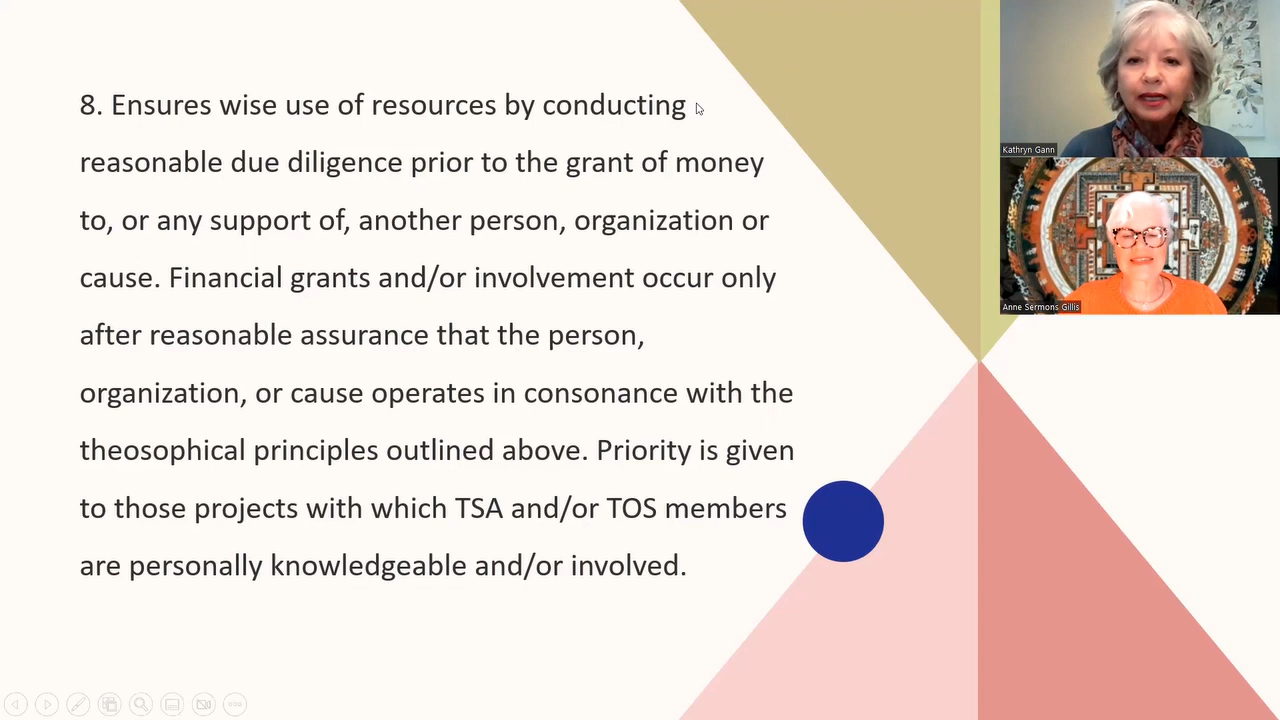 8. Ensures wise use of resources by conducting
reasonable due diligence prior to the grant of money
to, or any support of, another person, organization or
cause. Financial grants and/or involvement occur only
after reasonable assurance that the person,
organization, or cause operates in consonance with the
theosophical principles outlined above. Priority is given
to those projects with which TSA and/or TOS members
are personally knowledgeable and/or involved.
Kathryn Gann
Anne Sermons Gillis